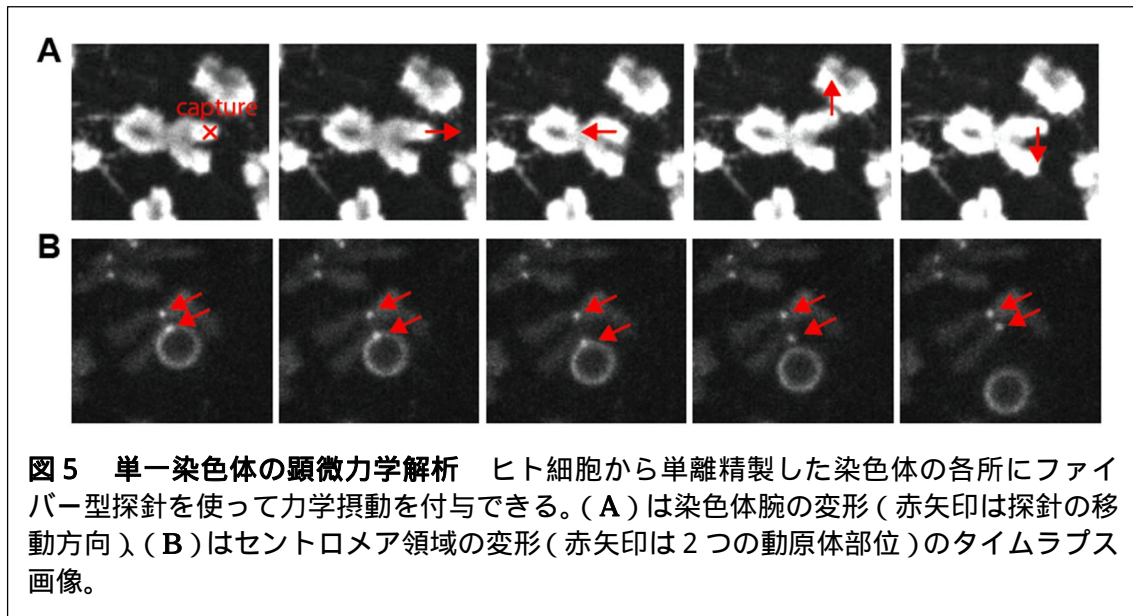 A
capture
B
図5 単一染色体の顕微力学解析 ヒト細胞から単離精製した染色体の各所にファイ
バー型探針を使って力学摂動を付与できる。(A)は染色体腕の変形(赤矢印は探針の移
動方向)、(B)はセントロメア領域の変形(赤矢印は2つの動原体部位)のタイムラプス
画像。